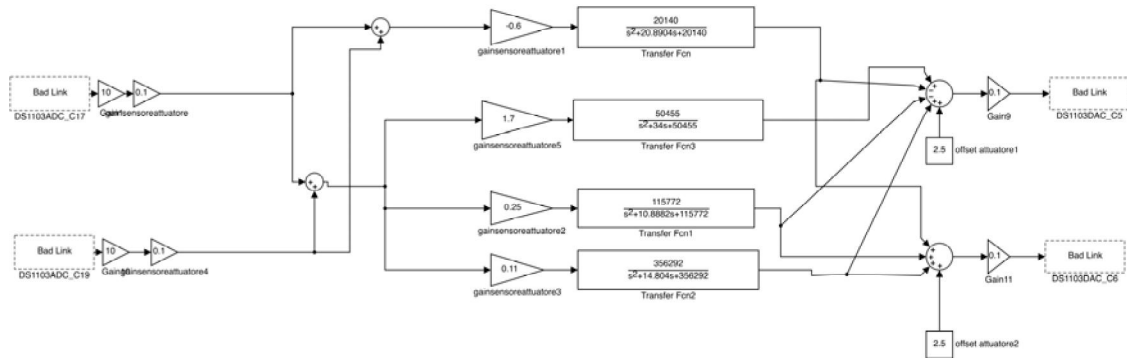 -0.6
gainsensoreattuatore1
20140
s²+20.8904s+20140
Transfer Fcn
Bad Link
DS1103ADC_C17
10
0.1
gainsensoreattuatore
1.7
gainsensoreattuatore5
50455
s²+34s+50455
Transfer Fcn3
0.1
Gain9
Bad Link
DS1103DAC_C5
2.5
offset attuatore1
0.25
gainsensoreattuatore2
115772
s²+10.8882s+115772
Transfer Fcn1
Bad Link
DS1103ADC_C19
10
0.1
gainsensoreattuatore4
0.11
gainsensoreattuatore3
356292
s²+14.804s+356292
Transfer Fcn2
0.1
Gain11
Bad Link
DS1103DAC_C6
2.5
offset attuatore2